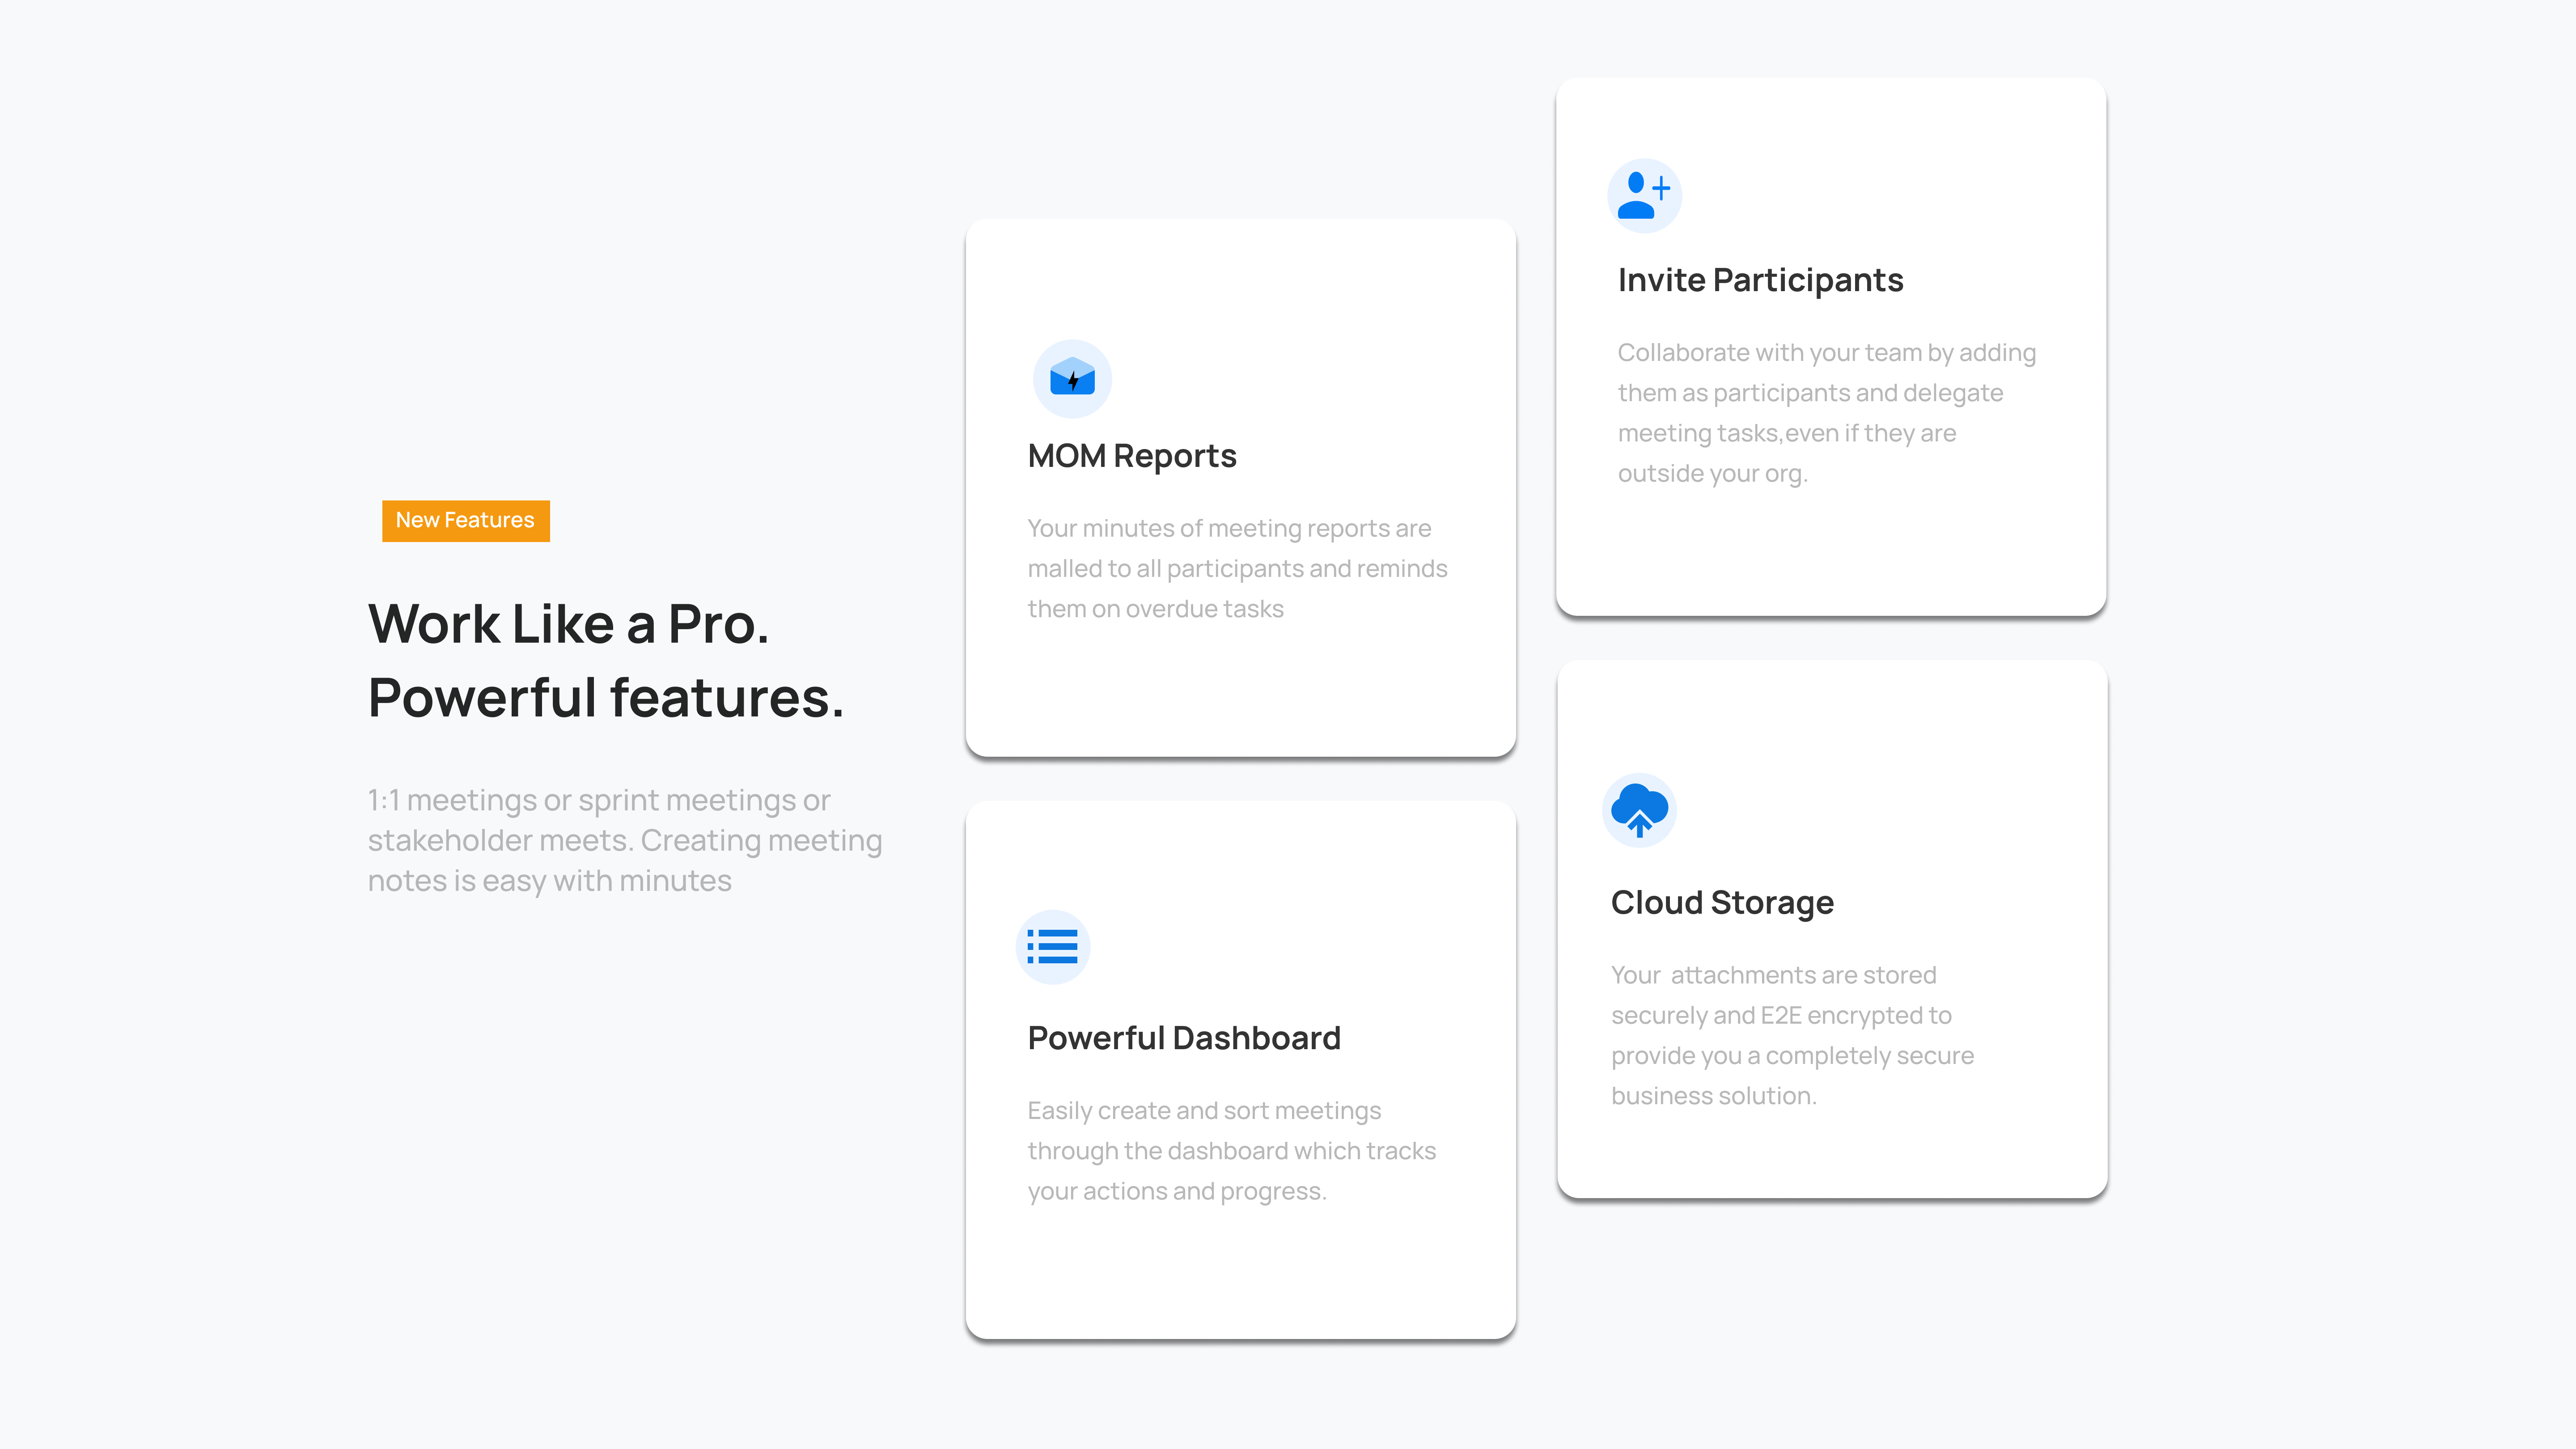 New Features
Work Like a Pro.
Powerful features.
1:1 meetings or sprint meetings or
stakeholder meets. Creating meeting
notes is easy with minutes
MOM Reports
Your minutes of meeting reports are
malled to all participants and reminds
them on overdue tasks
Powerful Dashboard
Easily create and sort meetings
through the dashboard which tracks
your actions and progress.
Invite Participants
Collaborate with your team by adding
them as participants and delegate
meeting tasks,even if they are
outside your org.
Cloud Storage
Your  attachments are stored
securely and E2E encrypted to
provide you a completely secure
business solution.